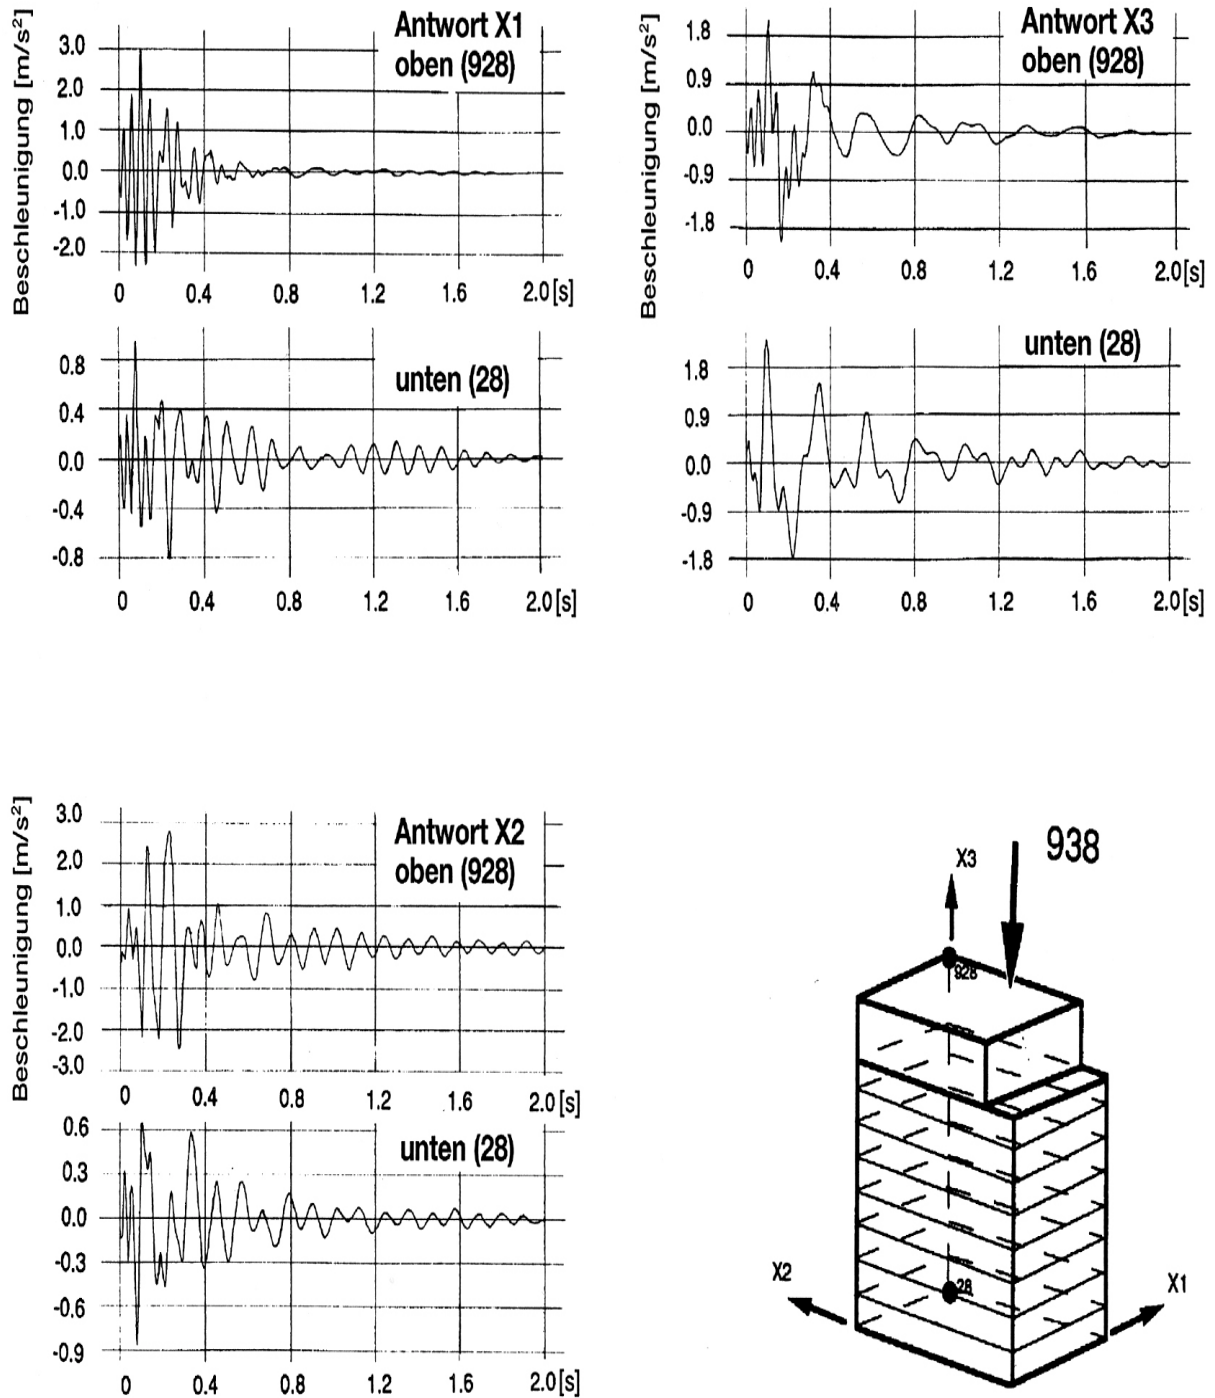 Beschleunigung [m/s²]
Antwort X1
oben (928)
3.0
2.0
1.0
0.0
-1.0
-2.0
0 0.4 0.8 1.2 1.6 2.0 [s]
unten (28)
0.8
0.4
0.0
-0.4
-0.8
0 0.4 0.8 1.2 1.6 2.0 [s]
Beschleunigung [m/s²]
Antwort X3
oben (928)
1.8
0.9
0.0
-0.9
-1.8
0 0.4 0.8 1.2 1.6 2.0 [s]
unten (28)
1.8
0.9
0.0
-0.9
-1.8
0 0.4 0.8 1.2 1.6 2.0 [s]
Beschleunigung [m/s²]
Antwort X2
oben (928)
3.0
2.0
1.0
0.0
-1.0
-2.0
-3.0
0 0.4 0.8 1.2 1.6 2.0 [s]
unten (28)
0.6
0.3
0.0
-0.3
-0.6
-0.9
0 0.4 0.8 1.2 1.6 2.0 [s]
938
X3
928
28
X2
X1